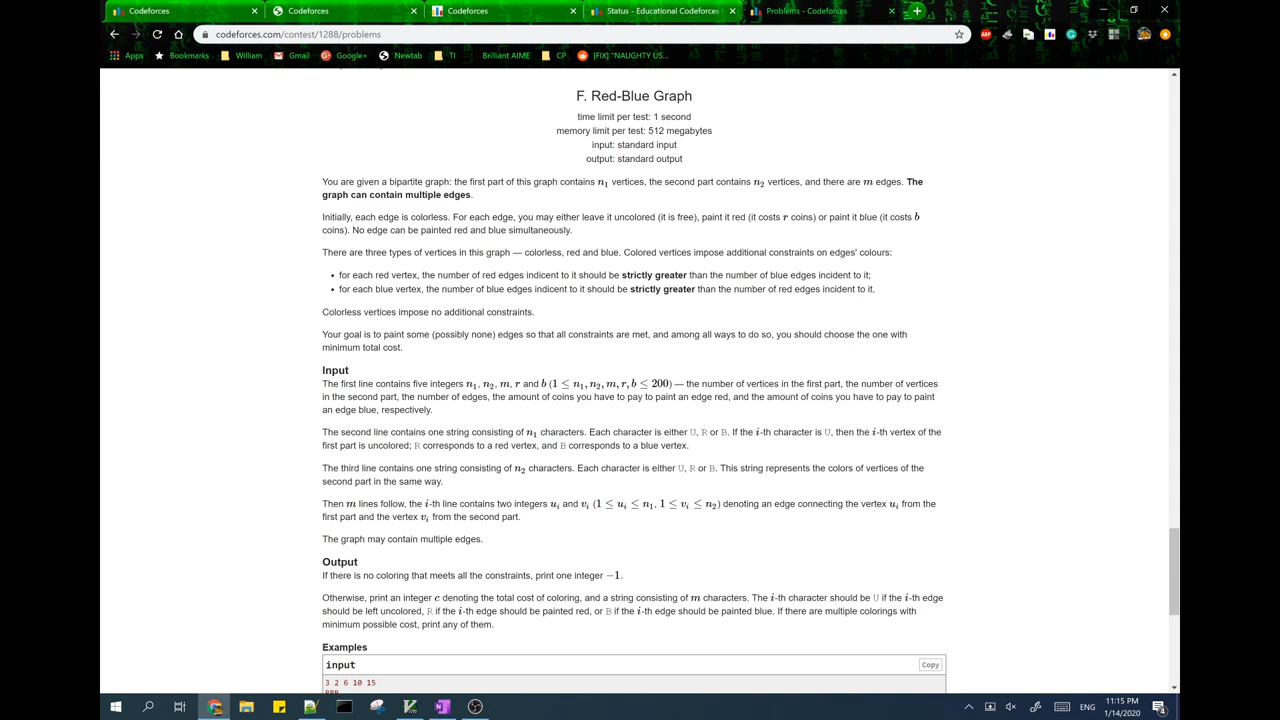 Codeforces
Codeforces
Codeforces
Status - Educational Codeforces
Problems - Codeforces
codeforces.com/contest/1288/problems
Apps Bookmarks William Gmail Google+ Newtab TI Brilliant AIME CP [FIX] "NAUGHTY US...
F. Red-Blue Graph
time limit per test: 1 second
memory limit per test: 512 megabytes
input: standard input
output: standard output
You are given a bipartite graph: the first part of this graph contains n₁ vertices, the second part contains n₂ vertices, and there are m edges. The
graph can contain multiple edges.
Initially, each edge is colorless. For each edge, you may either leave it uncolored (it is free), paint it red (it costs r coins) or paint it blue (it costs b
coins). No edge can be painted red and blue simultaneously.
There are three types of vertices in this graph — colorless, red and blue. Colored vertices impose additional constraints on edges' colours:
• for each red vertex, the number of red edges indicent to it should be strictly greater than the number of blue edges incident to it;
• for each blue vertex, the number of blue edges indicent to it should be strictly greater than the number of red edges incident to it.
Colorless vertices impose no additional constraints.
Your goal is to paint some (possibly none) edges so that all constraints are met, and among all ways to do so, you should choose the one with
minimum total cost.
Input
The first line contains five integers n₁, n₂, m, r and b (1 ≤ n₁, n₂, m, r, b ≤ 200) — the number of vertices in the first part, the number of vertices
in the second part, the number of edges, the amount of coins you have to pay to paint an edge red, and the amount of coins you have to pay to paint
an edge blue, respectively.
The second line contains one string consisting of n₁ characters. Each character is either U, R or B. If the i-th character is U, then the i-th vertex of the
first part is uncolored; R corresponds to a red vertex, and B corresponds to a blue vertex.
The third line contains one string consisting of n₂ characters. Each character is either U, R or B. This string represents the colors of vertices of the
second part in the same way.
Then m lines follow, the i-th line contains two integers uᵢ and vᵢ (1 ≤ uᵢ ≤ n₁, 1 ≤ vᵢ ≤ n₂) denoting an edge connecting the vertex uᵢ from the
first part and the vertex vᵢ from the second part.
The graph may contain multiple edges.
Output
If there is no coloring that meets all the constraints, print one integer −1.
Otherwise, print an integer c denoting the total cost of coloring, and a string consisting of m characters. The i-th character should be U if the i-th edge
should be left uncolored, R if the i-th edge should be painted red, or B if the i-th edge should be painted blue. If there are multiple colorings with
minimum possible cost, print any of them.
Examples
input
Copy
3 2 6 10 15
ENG
11:15 PM
1/14/2020